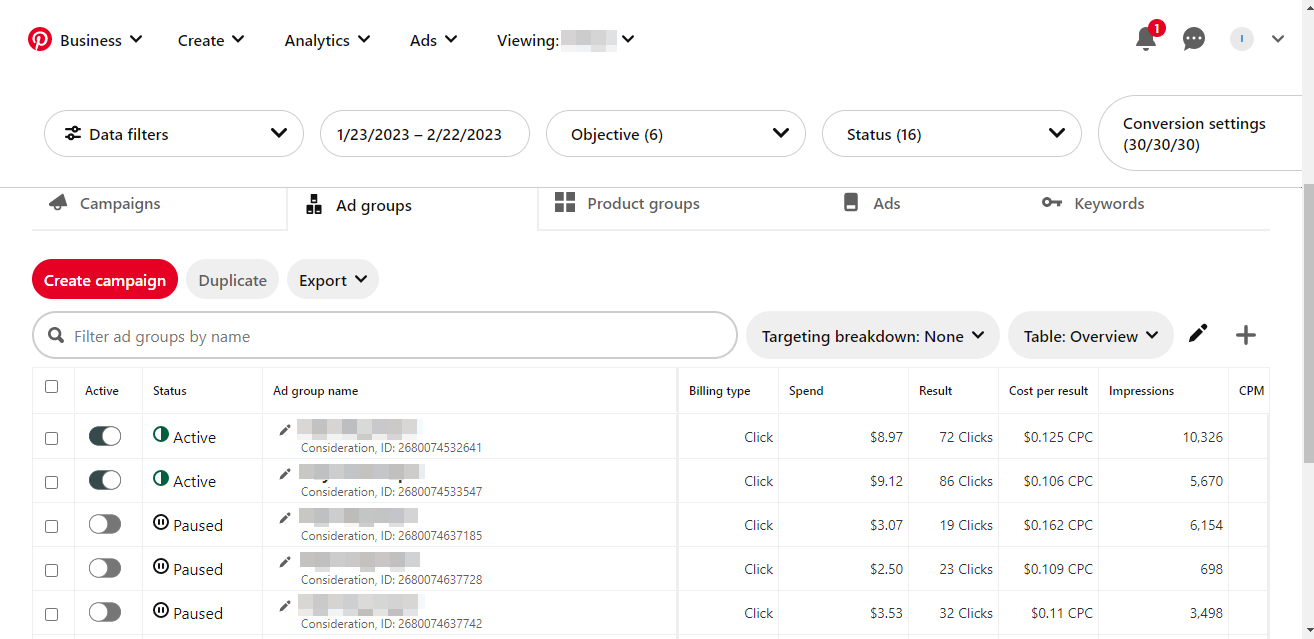 Business Create Analytics Ads Viewing: 1 I
Data filters 1/23/2023 – 2/22/2023 Objective (6) Status (16) Conversion settings
(30/30/30)
Campaigns Ad groups Product groups Ads Keywords
Create campaign Duplicate Export
Filter ad groups by name Targeting breakdown: None Table: Overview
Active Status Ad group name Billing type Spend Result Cost per result Impressions CPM
Active Click $8.97 72 Clicks $0.125 CPC 10,326
Consideration, ID: 2680074532641
Active Click $9.12 86 Clicks $0.106 CPC 5,670
Consideration, ID: 2680074533547
Paused Click $3.07 19 Clicks $0.162 CPC 6,154
Consideration, ID: 2680074637185
Paused Click $2.50 23 Clicks $0.109 CPC 698
Consideration, ID: 2680074637728
Paused Click $3.53 32 Clicks $0.11 CPC 3,498
Consideration, ID: 2680074637742